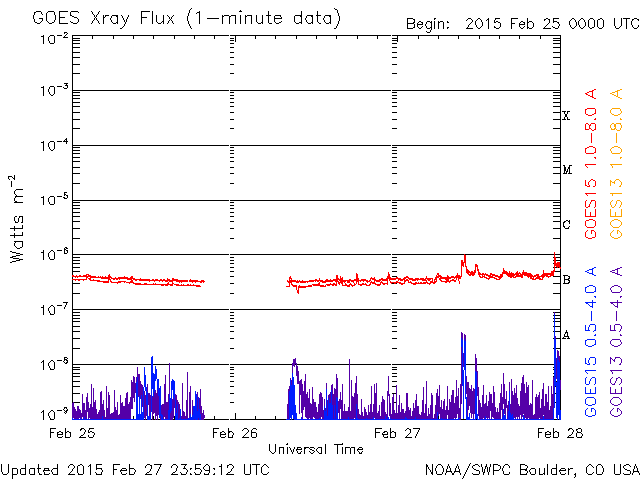 GOES Xray Flux (1-minute data)
Begin: 2015 Feb 25 0000 UTC
10-2
10-3
10-4
10-5
10-6
10-7
10-8
10-9
Watts m-2
X
M
C
B
A
GOES15 1.0-8.0 A
GOES13 1.0-8.0 A
GOES15 0.5-4.0 A
GOES13 0.5-4.0 A
Feb 25
Feb 26
Feb 27
Feb 28
Universal Time
Updated 2015 Feb 27 23:59:12 UTC
NOAA/SWPC Boulder, CO USA